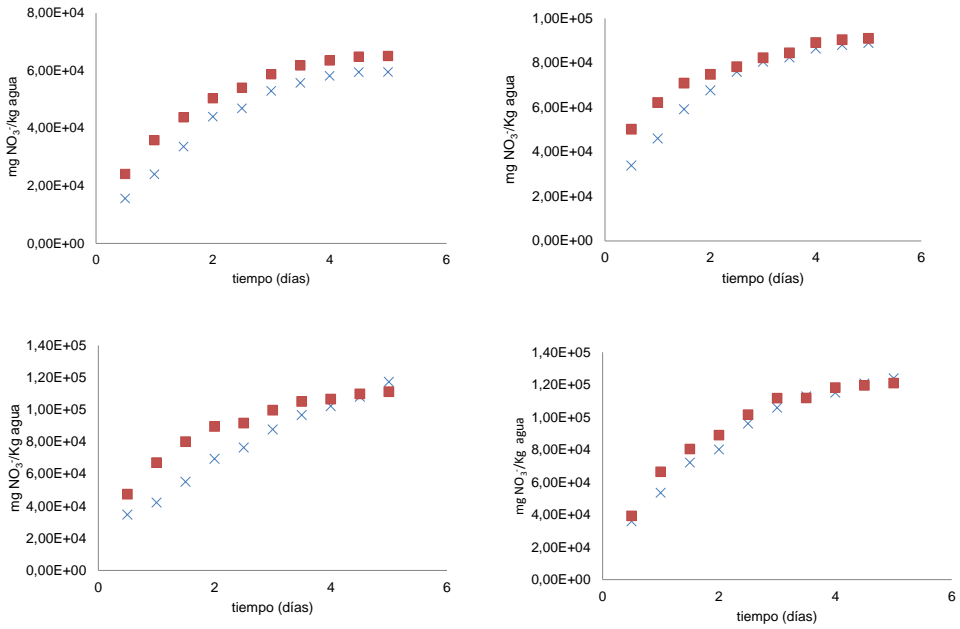 mg NO₃⁻/Kg agua
8,00E+04
6,00E+04
4,00E+04
2,00E+04
0,00E+00
0 2 4 6
tiempo (días)
mg NO₃⁻/Kg agua
1,00E+05
8,00E+04
6,00E+04
4,00E+04
2,00E+04
0,00E+00
0 2 4 6
tiempo (días)
mg NO₃⁻/Kg agua
1,40E+05
1,20E+05
1,00E+05
8,00E+04
6,00E+04
4,00E+04
2,00E+04
0,00E+00
0 2 4 6
tiempo (días)
mg NO₃⁻/Kg agua
1,40E+05
1,20E+05
1,00E+05
8,00E+04
6,00E+04
4,00E+04
2,00E+04
0,00E+00
0 2 4 6
tiempo (días)